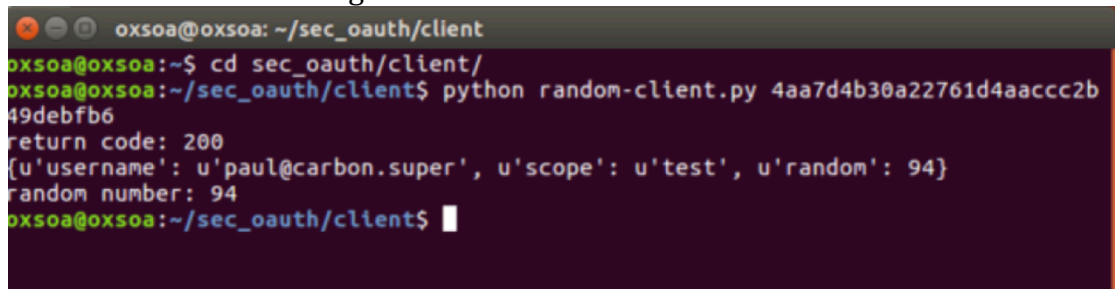 oxsoa@oxsoa: ~/sec_oauth/client
oxsoa@oxsoa:~$ cd sec_oauth/client/
oxsoa@oxsoa:~/sec_oauth/client$ python random-client.py 4aa7d4b30a22761d4aaccc2b
49debfb6
return code: 200
{u'username': u'paul@carbon.super', u'scope': u'test', u'random': 94}
random number: 94
oxsoa@oxsoa:~/sec_oauth/client$